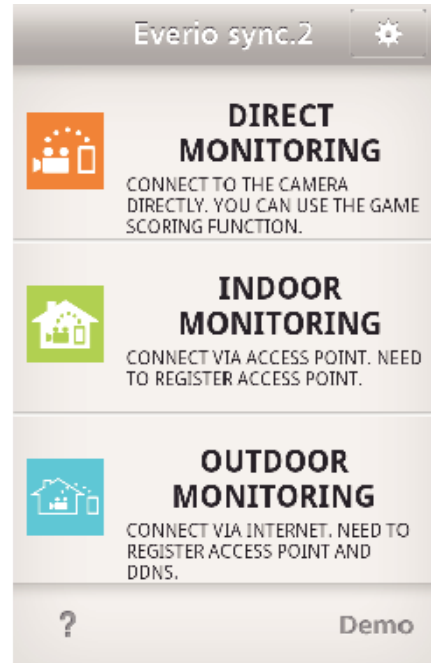 Everio sync.2
DIRECT
MONITORING
CONNECT TO THE CAMERA
DIRECTLY. YOU CAN USE THE GAME
SCORING FUNCTION.
INDOOR
MONITORING
CONNECT VIA ACCESS POINT. NEED
TO REGISTER ACCESS POINT.
OUTDOOR
MONITORING
CONNECT VIA INTERNET. NEED TO
REGISTER ACCESS POINT AND
DDNS.
? Demo